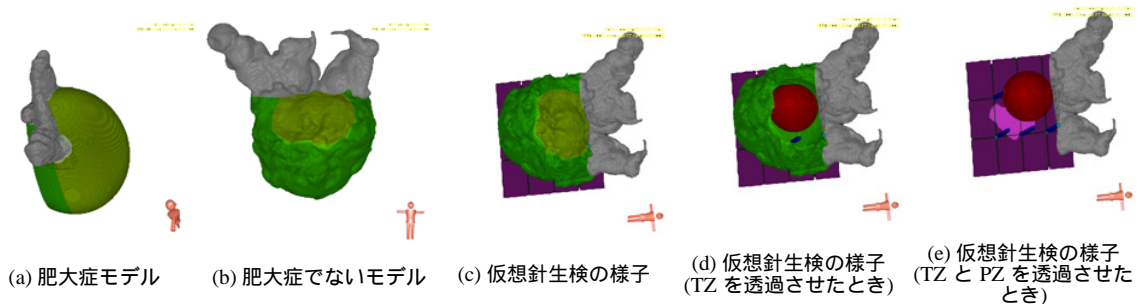 (a) 肥大症モデル
(b) 肥大症でないモデル
(c) 仮想針生検の様子
(d) 仮想針生検の様子
(TZ を透過させたとき)
(e) 仮想針生検の様子
(TZ と PZ を透過させた
とき)